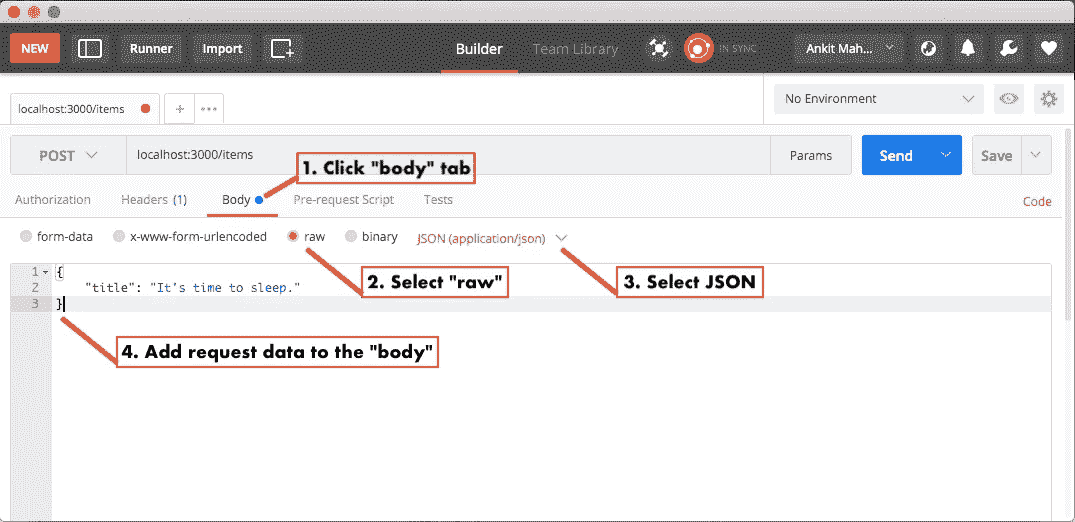 NEW Runner Import Builder Team Library IN SYNC Ankit Mah...
localhost:3000/items + ••• No Environment
POST localhost:3000/items Params Send Save
1. Click "body" tab
Authorization Headers (1) Body Pre-request Script Tests Code
form-data x-www-form-urlencoded raw binary JSON (application/json)
2. Select "raw" 3. Select JSON
1 {
2 "title": "It’s time to sleep."
3 }
4. Add request data to the "body"